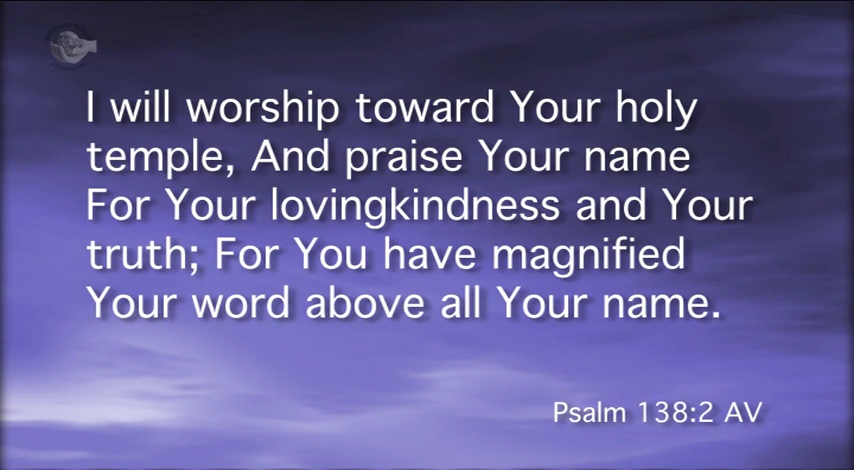 I will worship toward Your holy
temple, And praise Your name
For Your lovingkindness and Your
truth; For You have magnified
Your word above all Your name.
Psalm 138:2 AV